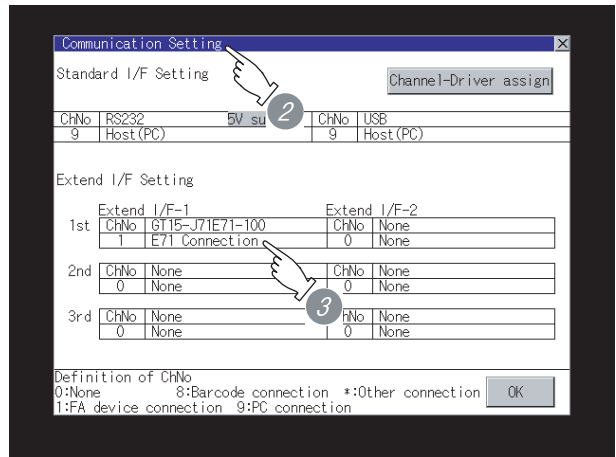 Communication Setting
Standard I/F Setting
Channel-Driver assign
ChNo RS232 5V su ChNo USB
9 Host(PC) 9 Host(PC)
2
Extend I/F Setting
Extend I/F-1 Extend I/F-2
1st ChNo GT15-J71E71-100 ChNo None
1 E71 Connection 0 None
2nd ChNo None ChNo None
0 None 0 None
3
3rd ChNo None hNo None
0 None 0 None
Definition of ChNo
0:None 8:Barcode connection *:Other connection OK
1:FA device connection 9:PC connection